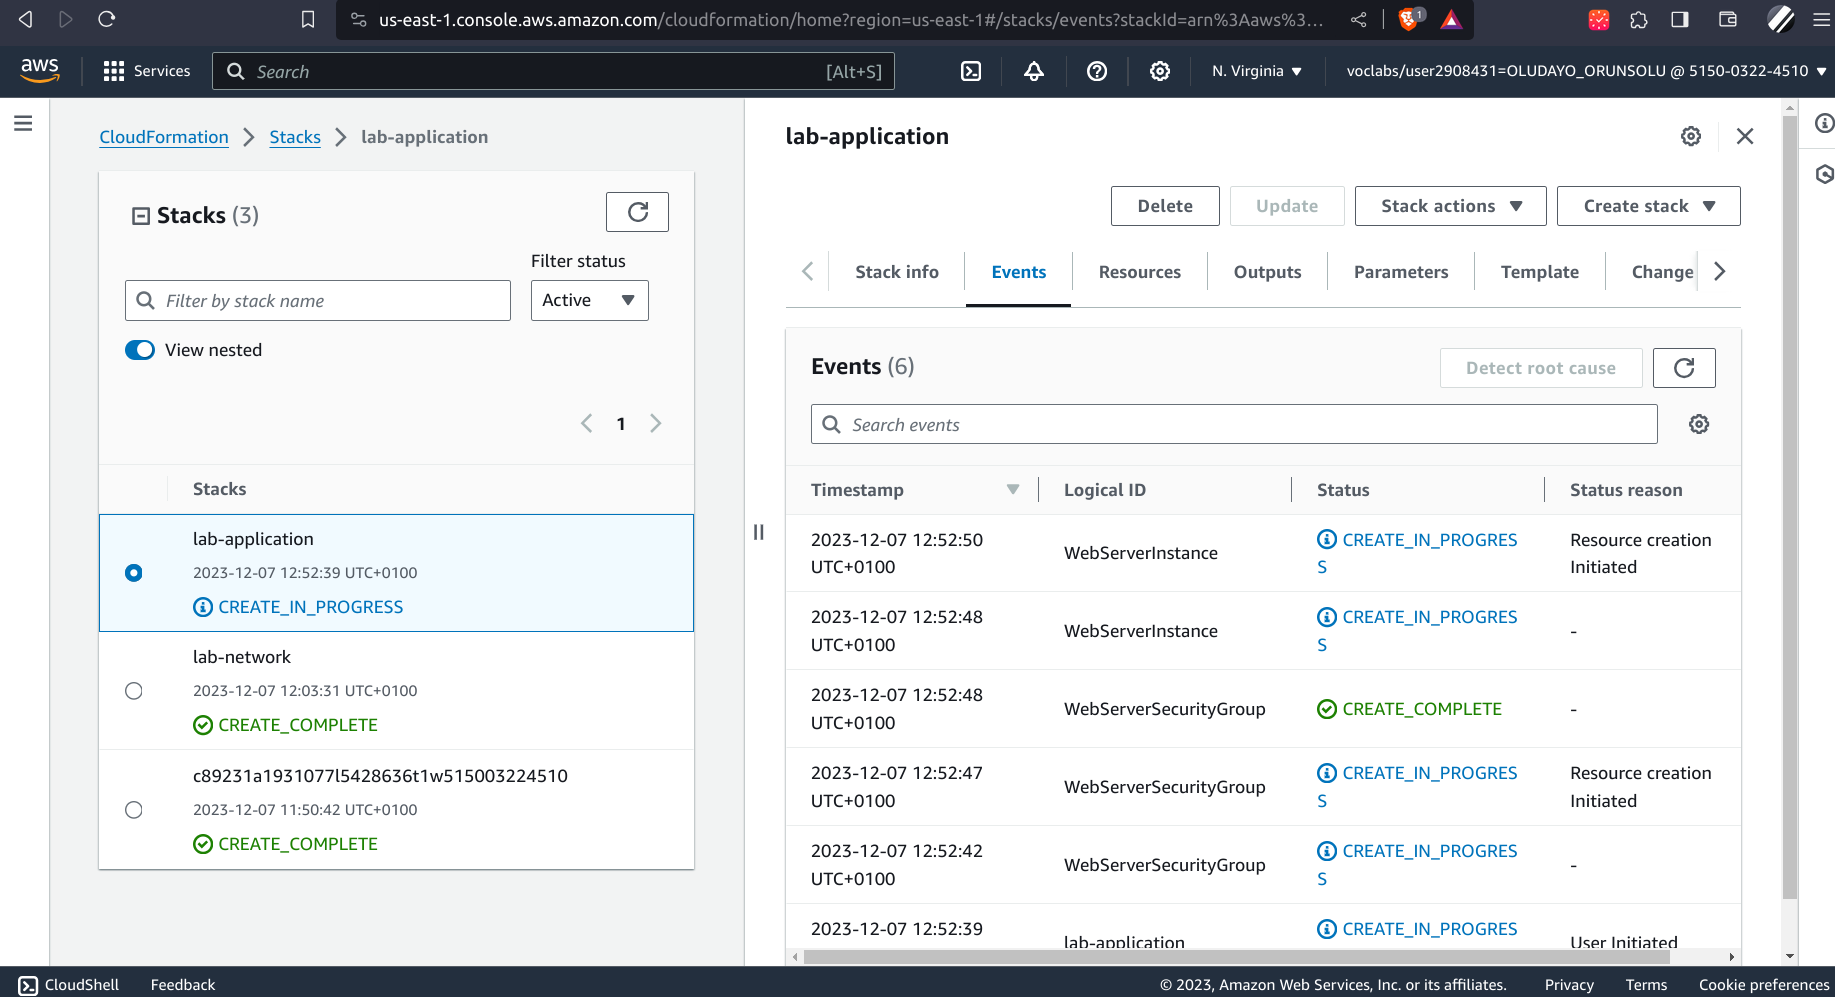 us-east-1.console.aws.amazon.com/cloudformation/home?region=us-east-1#/stacks/events?stackId=arn%3Aaws%3...
1
aws
Services
Search
[Alt+S]
N. Virginia
voclabs/user2908431=OLUDAYO_ORUNSOLU @ 5150-0322-4510
CloudFormation
Stacks
lab-application
Stacks (3)
Filter status
Filter by stack name
Active
View nested
1
Stacks
lab-application
2023-12-07 12:52:39 UTC+0100
CREATE_IN_PROGRESS
lab-network
2023-12-07 12:03:31 UTC+0100
CREATE_COMPLETE
c89231a1931077l5428636t1w515003224510
2023-12-07 11:50:42 UTC+0100
CREATE_COMPLETE
lab-application
Delete
Update
Stack actions
Create stack
Stack info
Events
Resources
Outputs
Parameters
Template
Change
Events (6)
Detect root cause
Search events
Timestamp
Logical ID
Status
Status reason
2023-12-07 12:52:50
UTC+0100
WebServerInstance
CREATE_IN_PROGRES
S
Resource creation
Initiated
2023-12-07 12:52:48
UTC+0100
WebServerInstance
CREATE_IN_PROGRES
S
-
2023-12-07 12:52:48
UTC+0100
WebServerSecurityGroup
CREATE_COMPLETE
-
2023-12-07 12:52:47
UTC+0100
WebServerSecurityGroup
CREATE_IN_PROGRES
S
Resource creation
Initiated
2023-12-07 12:52:42
UTC+0100
WebServerSecurityGroup
CREATE_IN_PROGRES
S
-
2023-12-07 12:52:39
lab-application
CREATE_IN_PROGRES
User Initiated
CloudShell
Feedback
© 2023, Amazon Web Services, Inc. or its affiliates.
Privacy
Terms
Cookie preferences